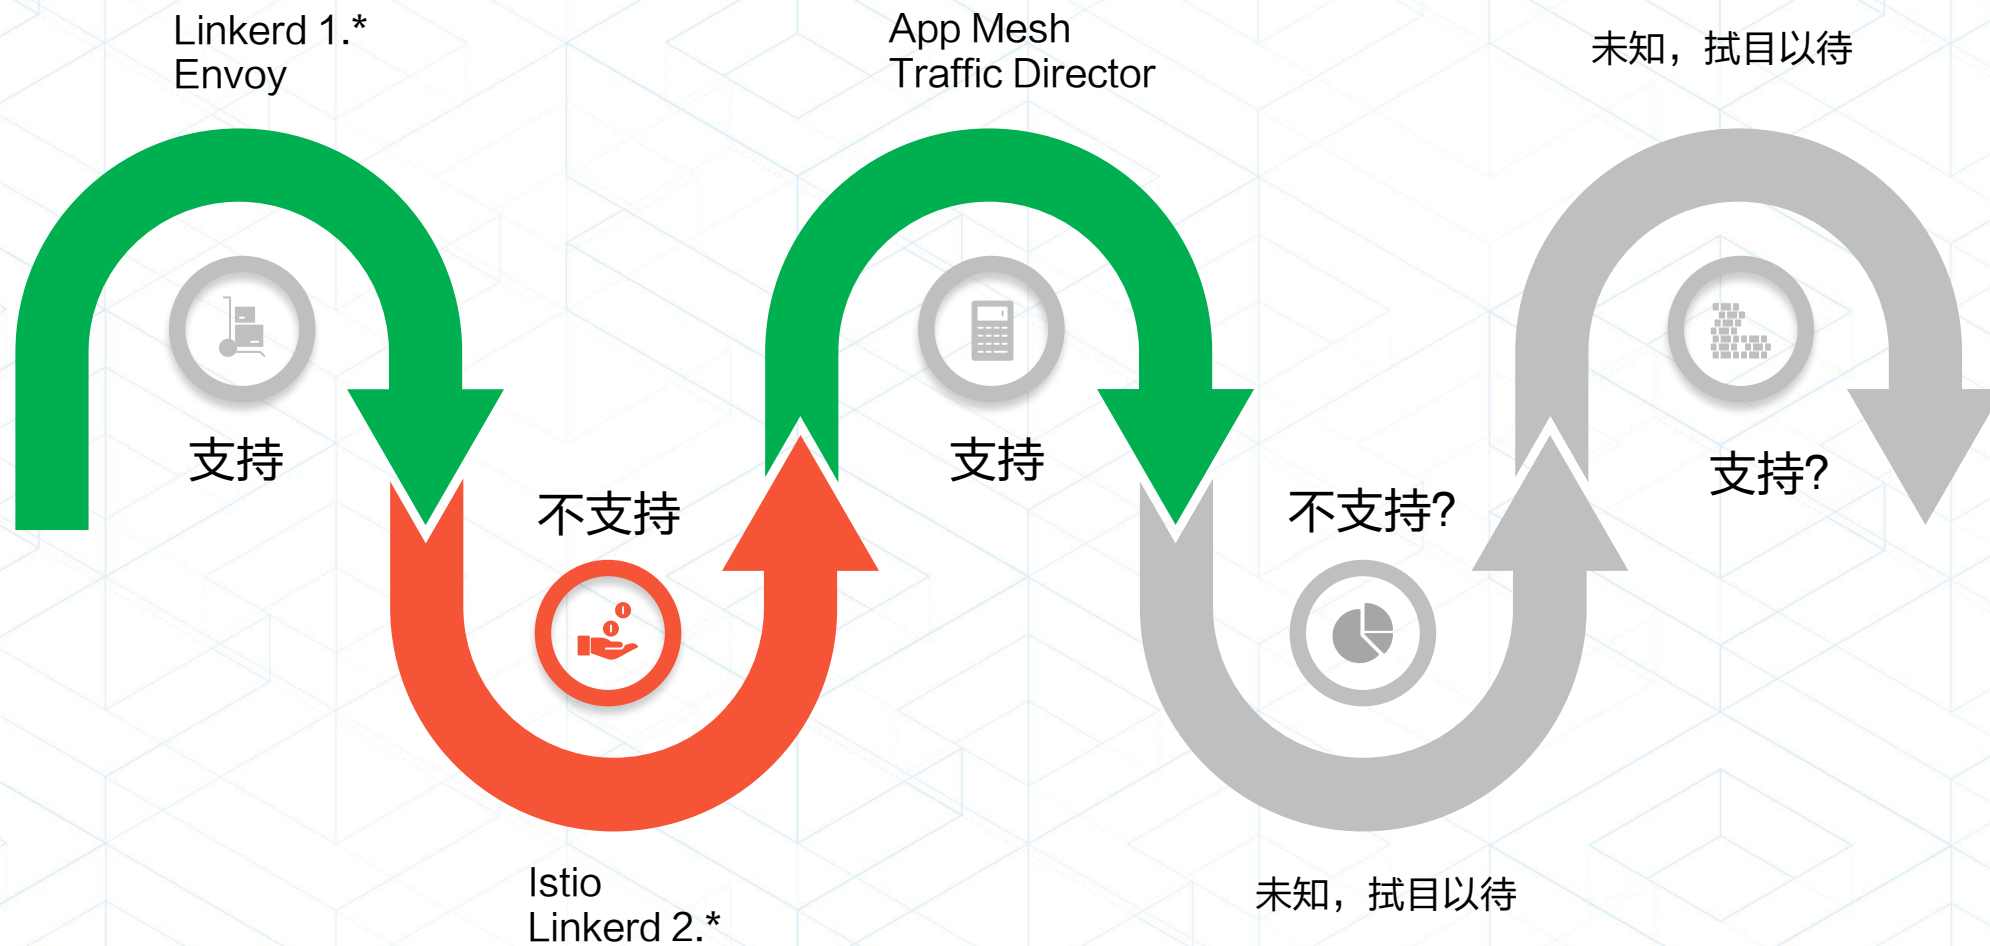 Linkerd 1.*
Envoy
支持
不支持
Istio
Linkerd 2.*
App Mesh
Traffic Director
支持
不支持?
未知，拭目以待
未知，拭目以待
支持?